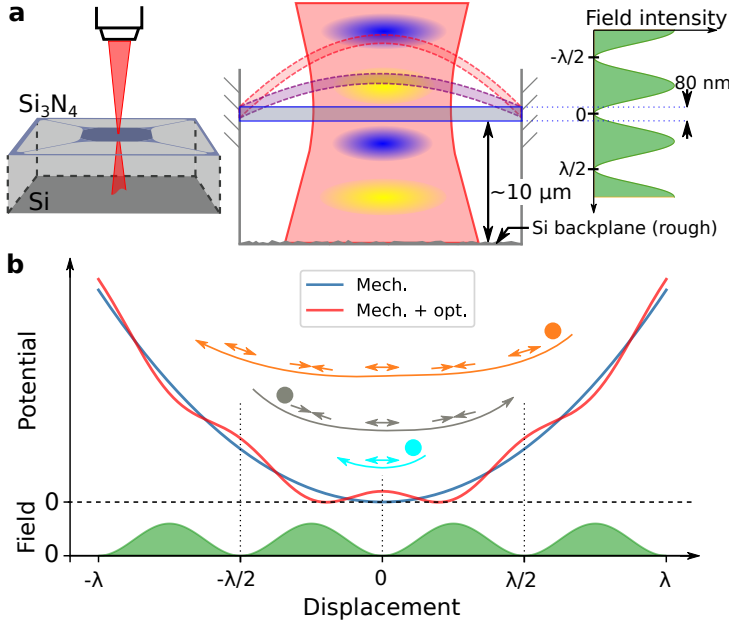 a
Si3N4
Si
~10 μm
Si backplane (rough)
Field intensity
-λ/2
80 nm
0
λ/2
b
Mech.
Mech. + opt.
Potential
0
Field
0
-λ
-λ/2
0
λ/2
λ
Displacement